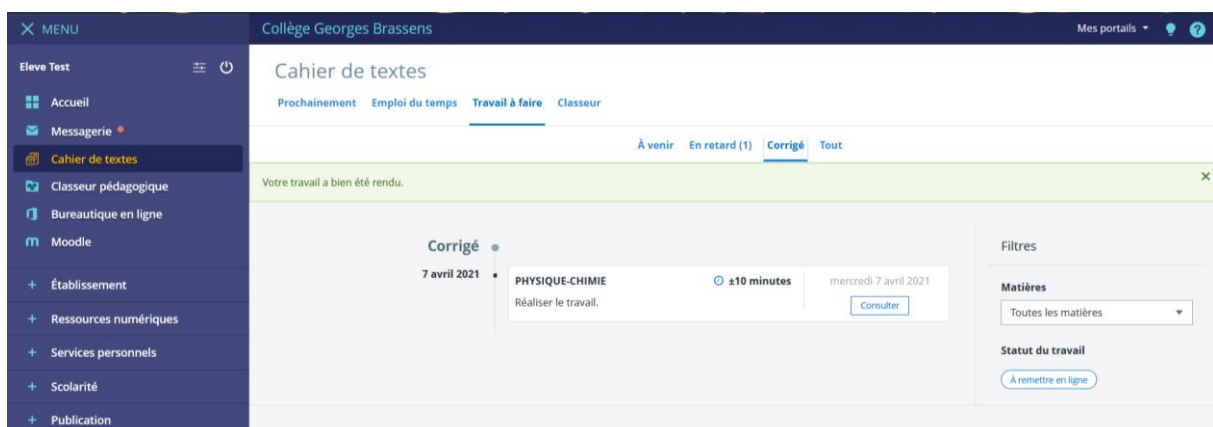 MENU
Collège Georges Brassens
Mes portails
?
Eleve Test
Accueil
Messagerie
Cahier de textes
Classeur pédagogique
Bureautique en ligne
Moodle
+ Établissement
+ Ressources numériques
+ Services personnels
+ Scolarité
+ Publication
Cahier de textes
Prochainement Emploi du temps Travail à faire Classeur
À venir En retard (1) Corrigé Tout
Votre travail a bien été rendu.
Corrigé
7 avril 2021
PHYSIQUE-CHIMIE ±10 minutes mercredi 7 avril 2021
Réaliser le travail. Consulter
Filtres
Matières
Toutes les matières
Statut du travail
À remettre en ligne